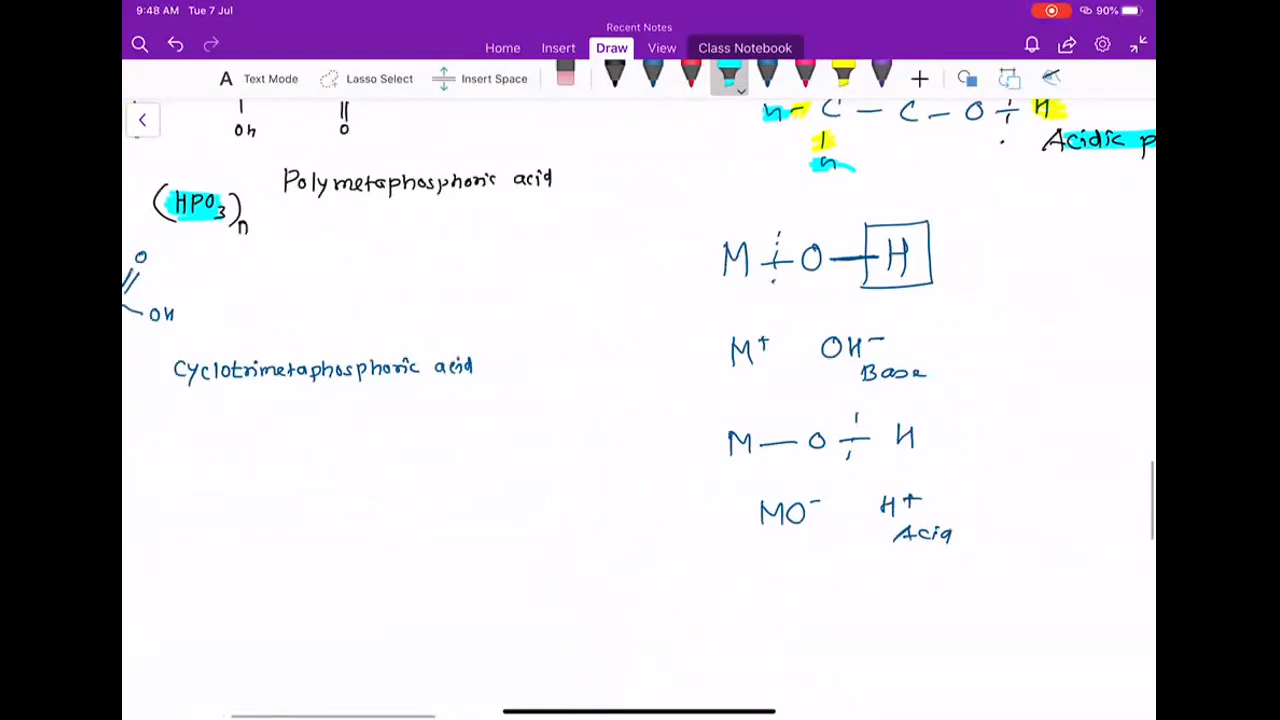 9:48 AM Tue 7 Jul
90%
Recent Notes
Home Insert Draw View Class Notebook
A Text Mode Lasso Select Insert Space
OH O
H - C - C - O H
H
Acidic p
Polymetaphosphoric acid
(HPO3)n
O
OH
M O — H
M+ OH-
Base
Cyclotrimetaphosphoric acid
M — O H
MO- H+
Acid